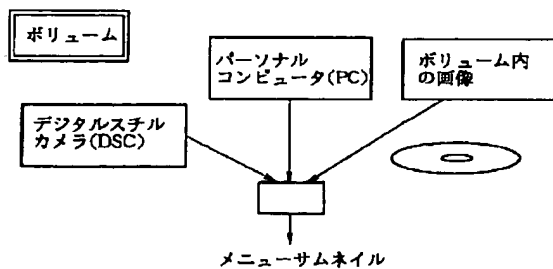 ボリューム
パーソナル
コンピュータ(PC)
ボリューム内
の画像
デジタルスチル
カメラ(DSC)
メニューサムネイル